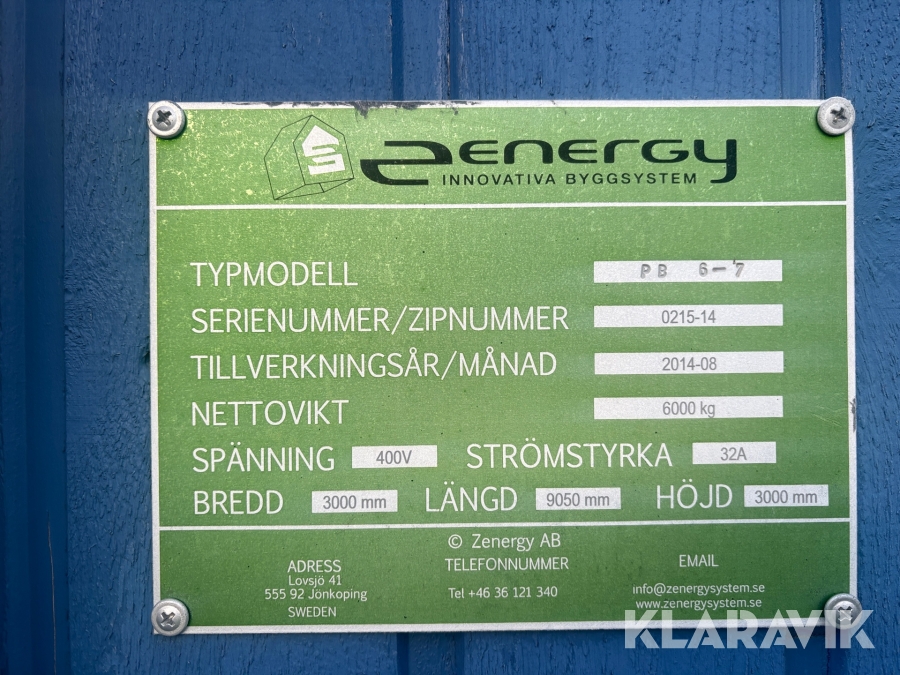 ZENERGY
INNOVATIVA BYGGSYSTEM
TYPMODELL PB 6-7
SERIENUMMER/ZIPNUMMER 0215-14
TILLVERKNINGSÅR/MÅNAD 2014-08
NETTOVIKT 6000 kg
SPÄNNING 400V STRÖMSTYRKA 32A
BREDD 3000 mm LÄNGD 9050 mm HÖJD 3000 mm
© Zenergy AB
ADRESS
Lovsjö 41
555 92 Jönkoping
SWEDEN
TELEFONNUMMER
Tel +46 36 121 340
EMAIL
info@zenergysystem.se
www.zenergysystem.se
KLARAVIK